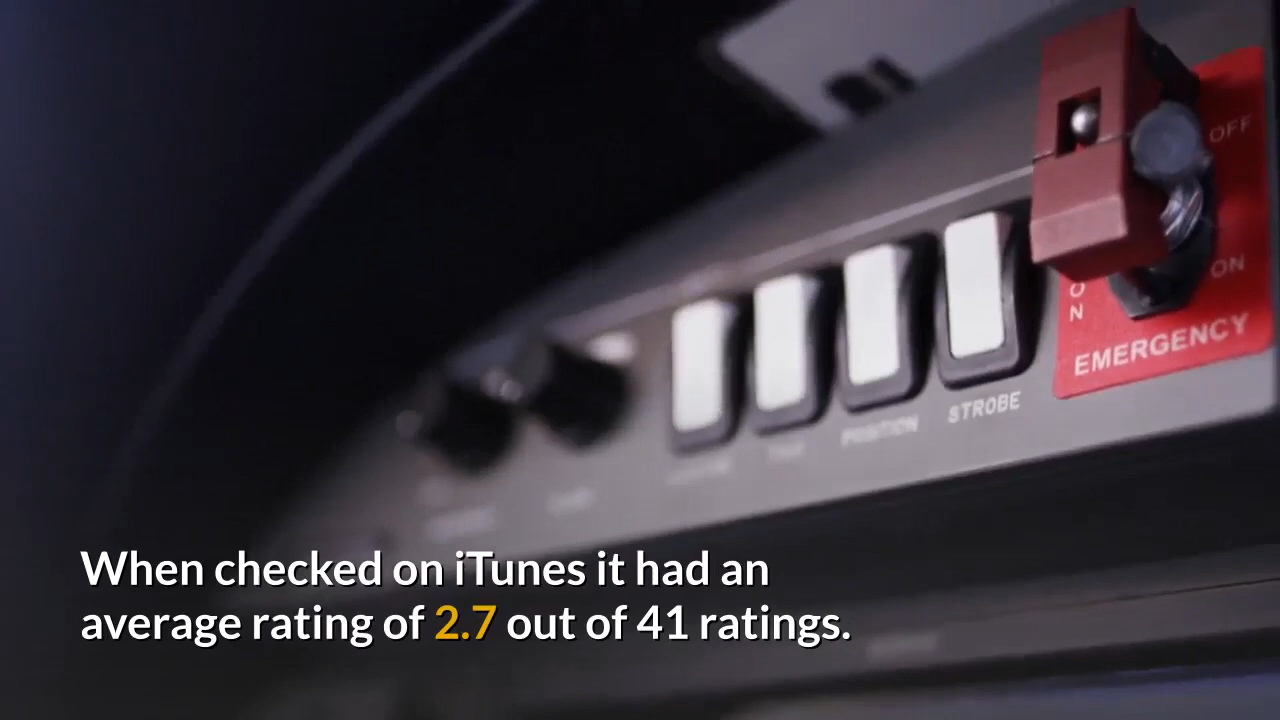 OFF
ON
ON
EMERGENCY
STROBE
POSITION
When checked on iTunes it had an
average rating of 2.7 out of 41 ratings.